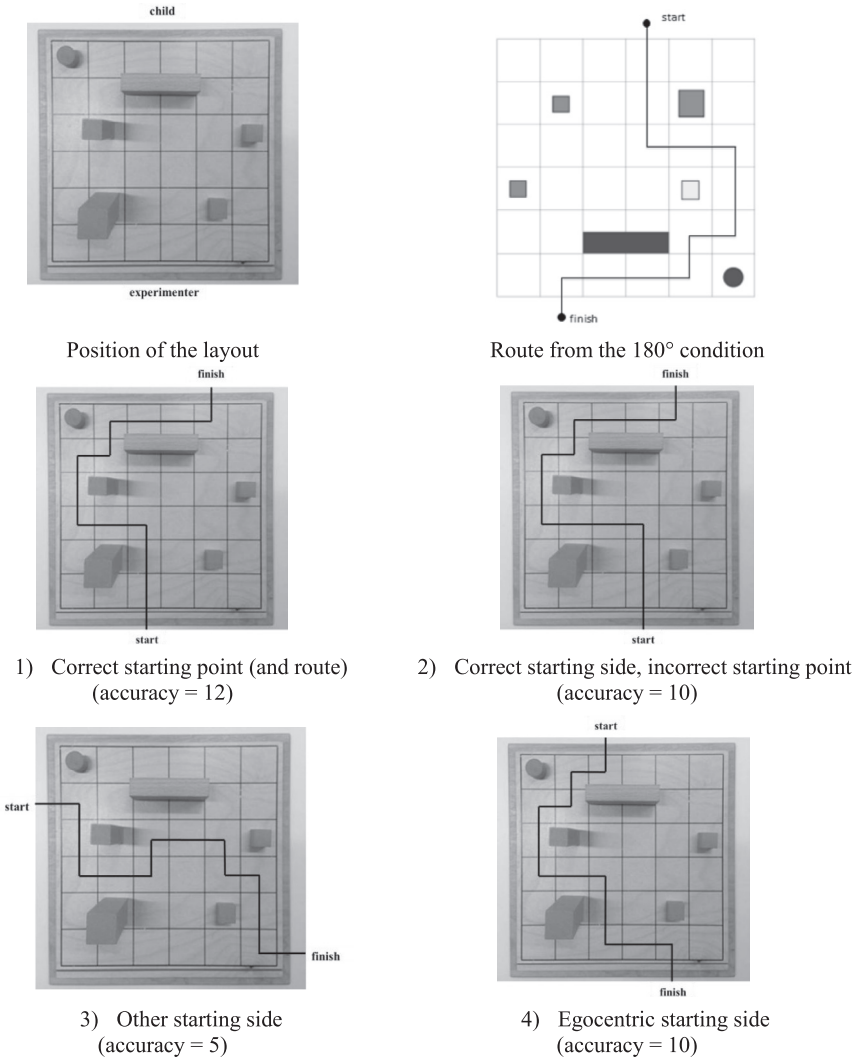 child
start
experimenter
finish
Position of the layout
Route from the 180° condition
finish
finish
start
start
1) Correct starting point (and route)
(accuracy = 12)
2) Correct starting side, incorrect starting point
(accuracy = 10)
start
start
finish
finish
3) Other starting side
(accuracy = 5)
4) Egocentric starting side
(accuracy = 10)